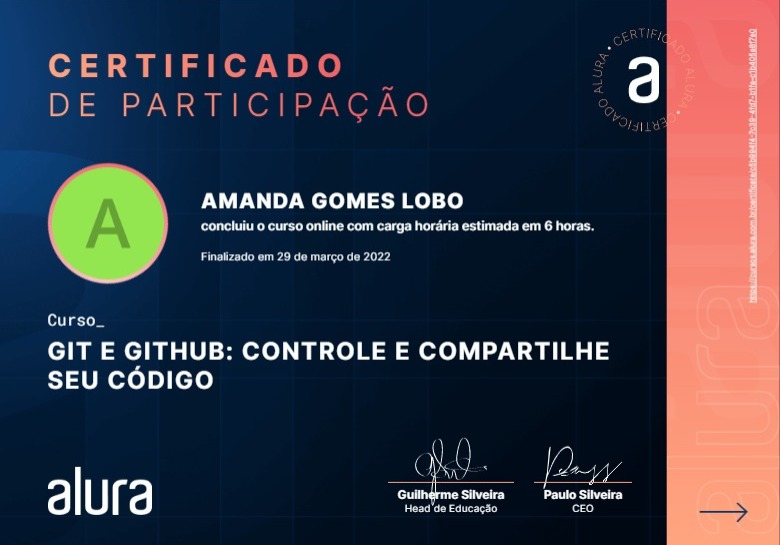 CERTIFICADO
DE PARTICIPAÇÃO
CERTIFICADO ALURA • CERTIFICADO ALURA •
a
A
AMANDA GOMES LOBO
concluiu o curso online com carga horária estimada em 6 horas.
Finalizado em 29 de março de 2022
Curso_
GIT E GITHUB: CONTROLE E COMPARTILHE
SEU CÓDIGO
alura
Guilherme Silveira
Head de Educação
Paulo Silveira
CEO
alura